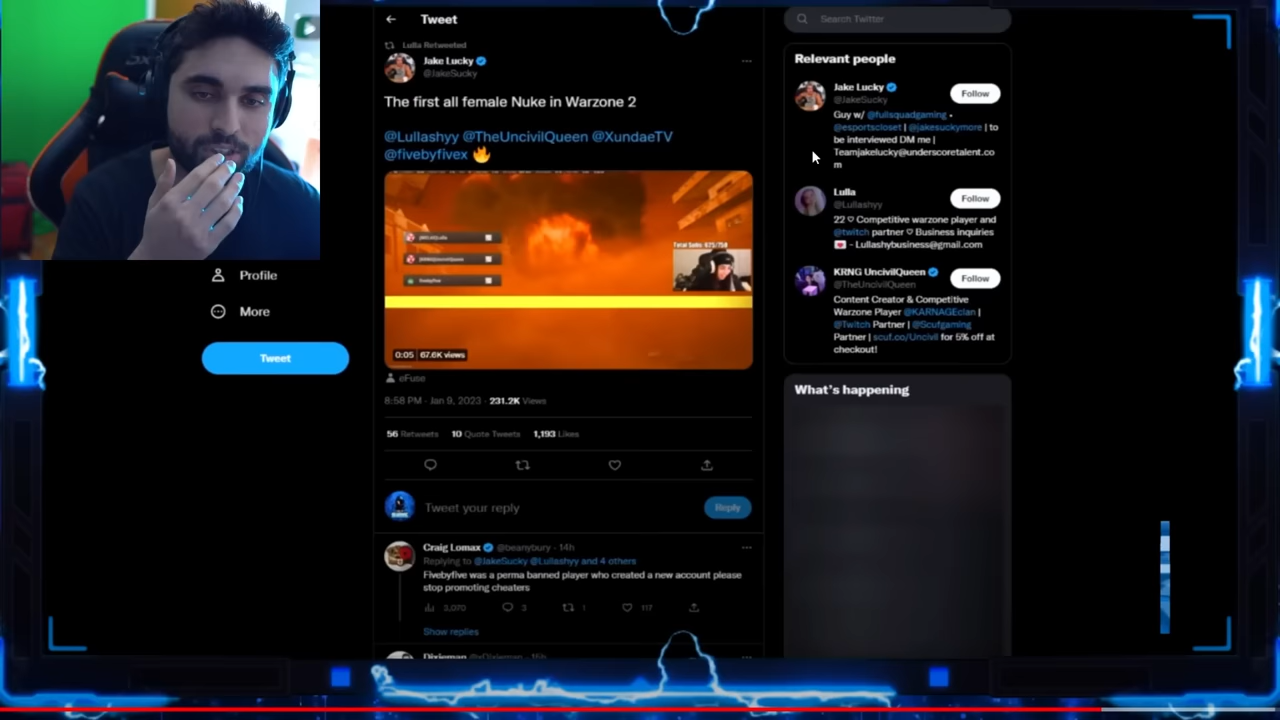 Tweet
Search Twitter
Lulla Retweeted
Jake Lucky
@JakeSucky
The first all female Nuke in Warzone 2
@Lullashyy @TheUncivilQueen @XundaeTV
@fivebyfivex 🔥
0:05 67.6K views
eFuse
8:58 PM · Jan 9, 2023 · 231.2K Views
56 Retweets 10 Quote Tweets 1,193 Likes
Tweet your reply
Reply
Craig Lomax @beanybury · 14h
Replying to @JakeSucky @Lullashyy and 4 others
Fivebyfive was a perma banned player who created a new account please
stop promoting cheaters
3,070 3 1 117
Show replies
Profile
More
Tweet
Relevant people
Jake Lucky
@JakeSucky
Follow
Guy w/ @fullsquadgaming •
@esportscloset | @jakesuckymore | to
be interviewed DM me |
Teamjakelucky@underscoretalent.co
m
Lulla
@Lullashyy
Follow
22 ♡ Competitive warzone player and
@twitch partner ♡ Business inquiries
💌 - Lullashybusiness@gmail.com
KRNG UncivilQueen
@TheUncivilQueen
Follow
Content Creator & Competitive
Warzone Player @KARNAGEclan |
@Twitch Partner | @Scufgaming
Partner | scuf.co/Uncivil for 5% off at
checkout!
What's happening